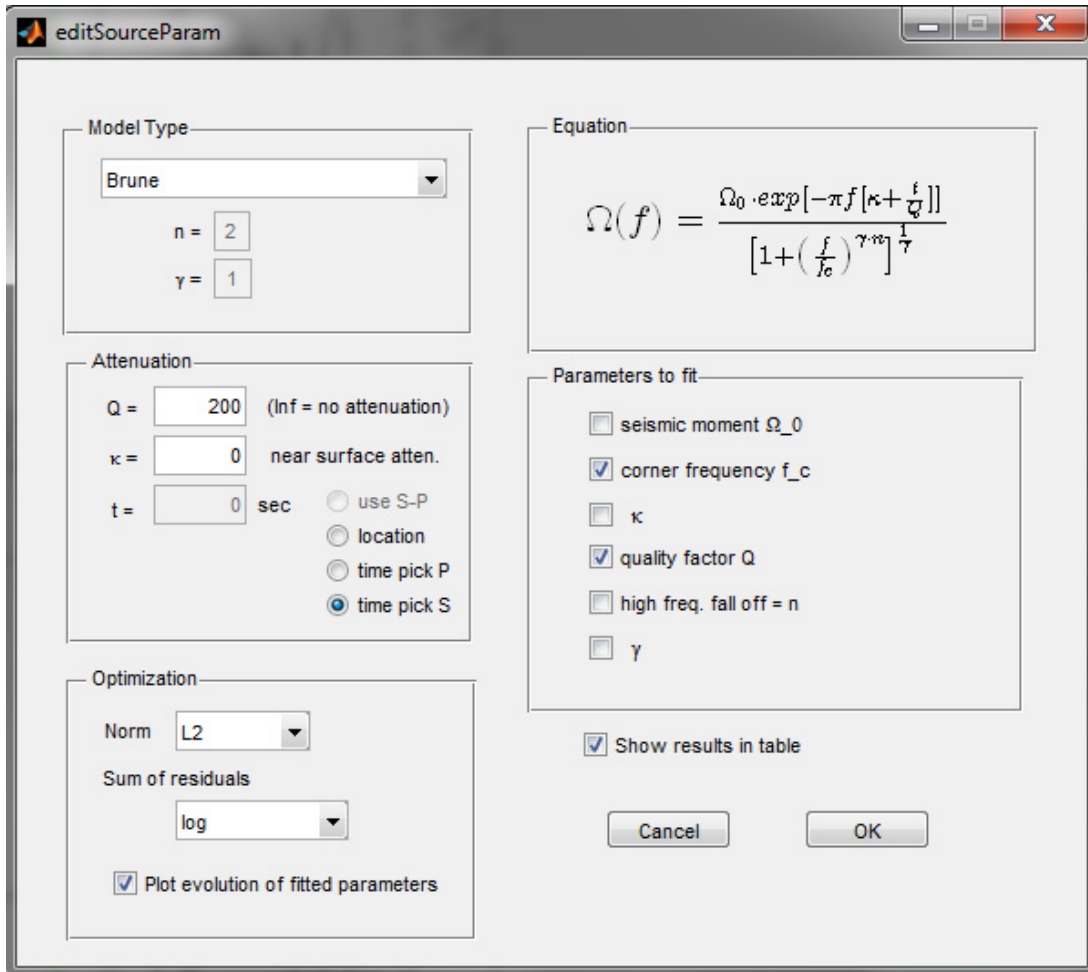 editSourceParam
Model Type
Brune
n = 2
γ = 1
Attenuation
Q = 200 (Inf = no attenuation)
κ = 0 near surface atten.
t = 0 sec
use S-P
location
time pick P
time pick S
Optimization
Norm L2
Sum of residuals
log
Plot evolution of fitted parameters
Equation
Ω(f) = Ω₀·exp[−πf[κ+t/Q]] / [1+(f/fc)^γ·n]^1/γ
Parameters to fit
seismic moment Ω_0
corner frequency f_c
κ
quality factor Q
high freq. fall off = n
γ
Show results in table
Cancel OK